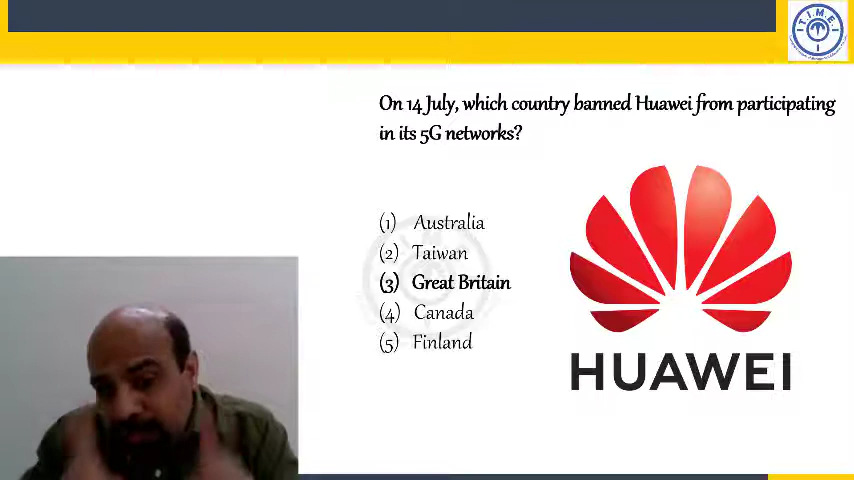 I.T.I.M.E.I
On 14 July, which country banned Huawei from participating
in its 5G networks?
(1) Australia
(2) Taiwan
(3) Great Britain
(4) Canada
(5) Finland
HUAWEI